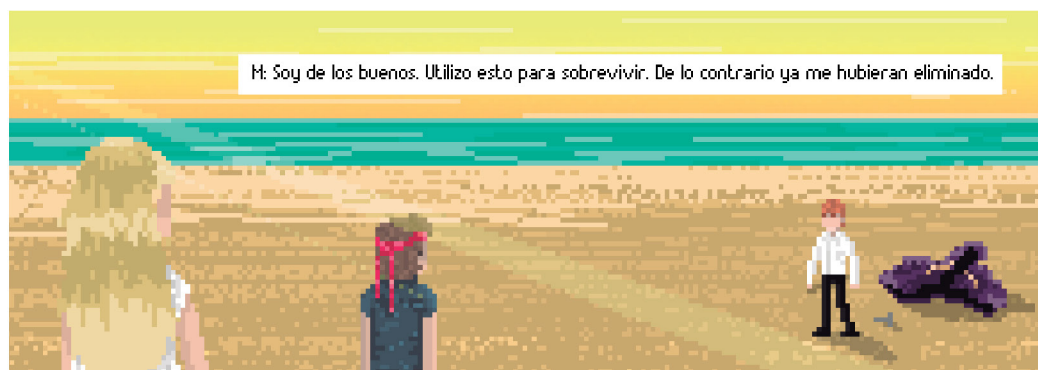 M: Soy de los buenos. Utilizo esto para sobrevivir. De lo contrario ya me hubieran eliminado.